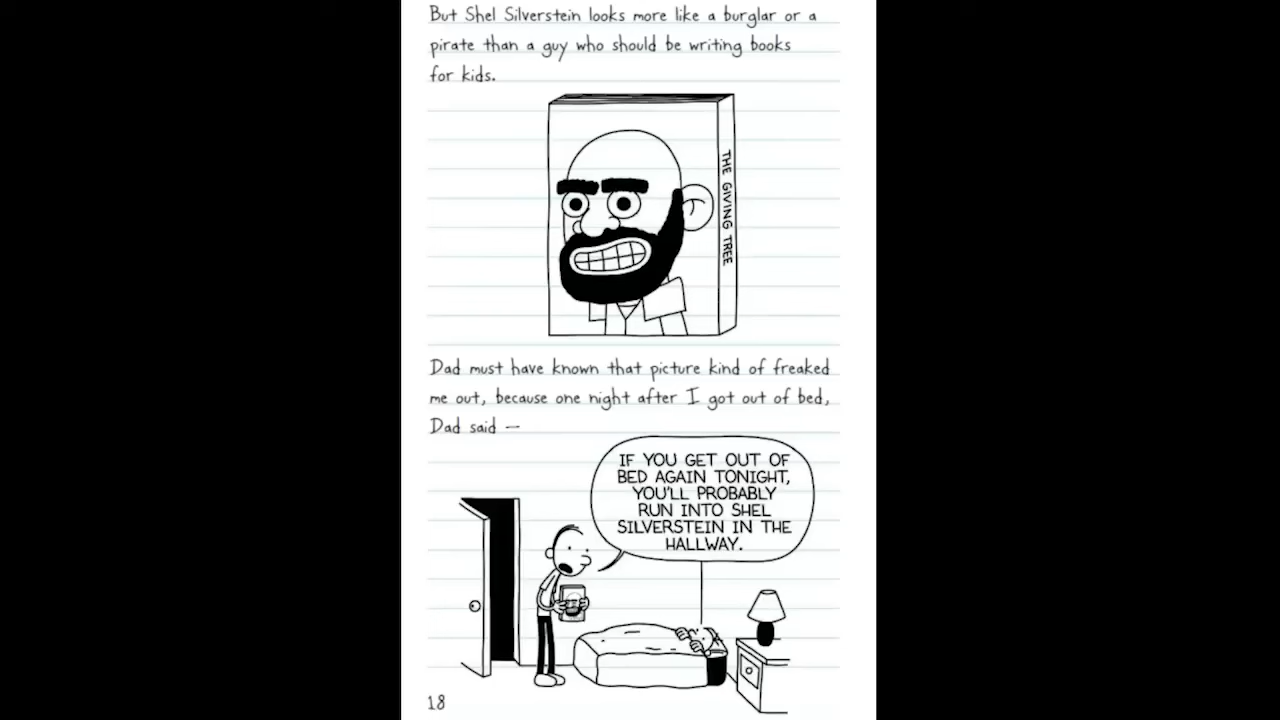 But Shel Silverstein looks more like a burglar or a
pirate than a guy who should be writing books
for kids.
THE GIVING TREE
Dad must have known that picture kind of freaked
me out, because one night after I got out of bed,
Dad said —
IF YOU GET OUT OF
BED AGAIN TONIGHT,
YOU'LL PROBABLY
RUN INTO SHEL
SILVERSTEIN IN THE
HALLWAY.
18